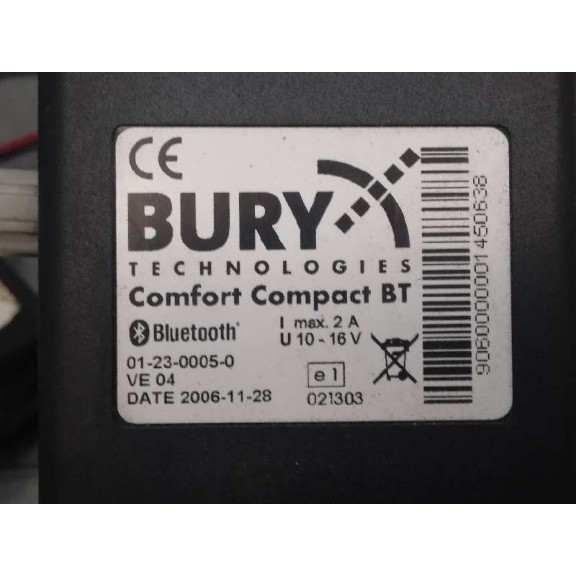 CE
BURY
TECHNOLOGIES
Comfort Compact BT
Bluetooth®
I max. 2 A
U 10 - 16 V
01-23-0005-0
VE 04
DATE 2006-11-28
e1
021303
9060000001450638